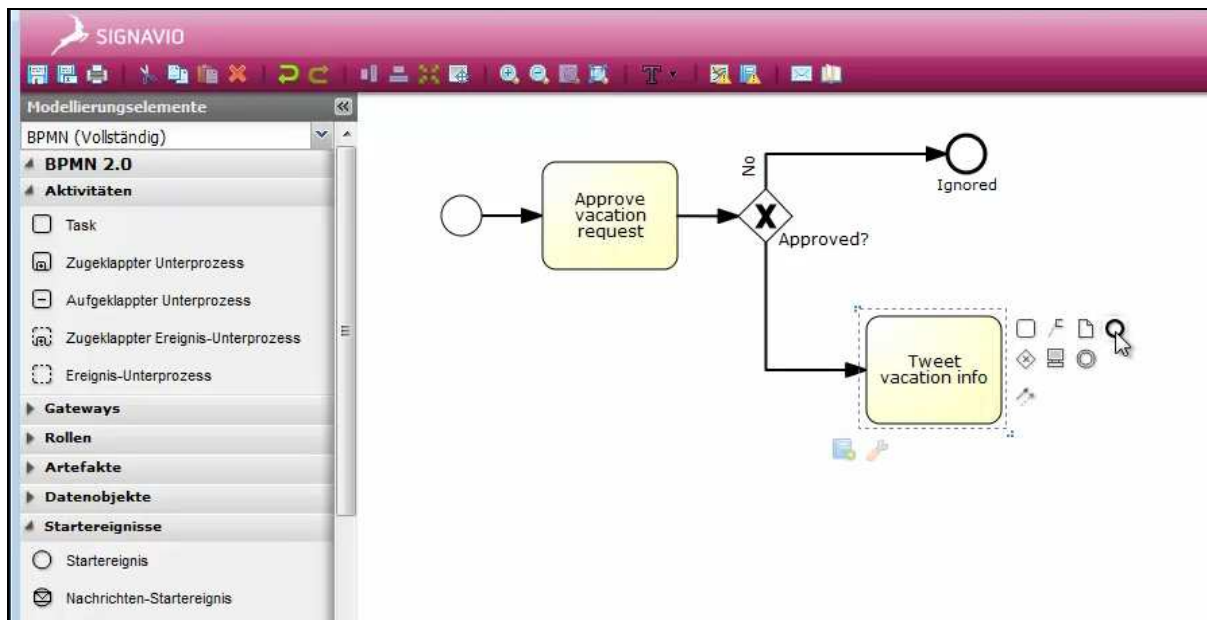 SIGNAVIO
Modellierungselemente
BPMN (Vollständig)
BPMN 2.0
Aktivitäten
Task
Zugeklappter Unterprozess
Aufgeklappter Unterprozess
Zugeklappter Ereignis-Unterprozess
Ereignis-Unterprozess
Gateways
Rollen
Artefakte
Datenobjekte
Startereignisse
Startereignis
Nachrichten-Startereignis
Approve
vacation
request
No
Ignored
Approved?
Tweet
vacation info